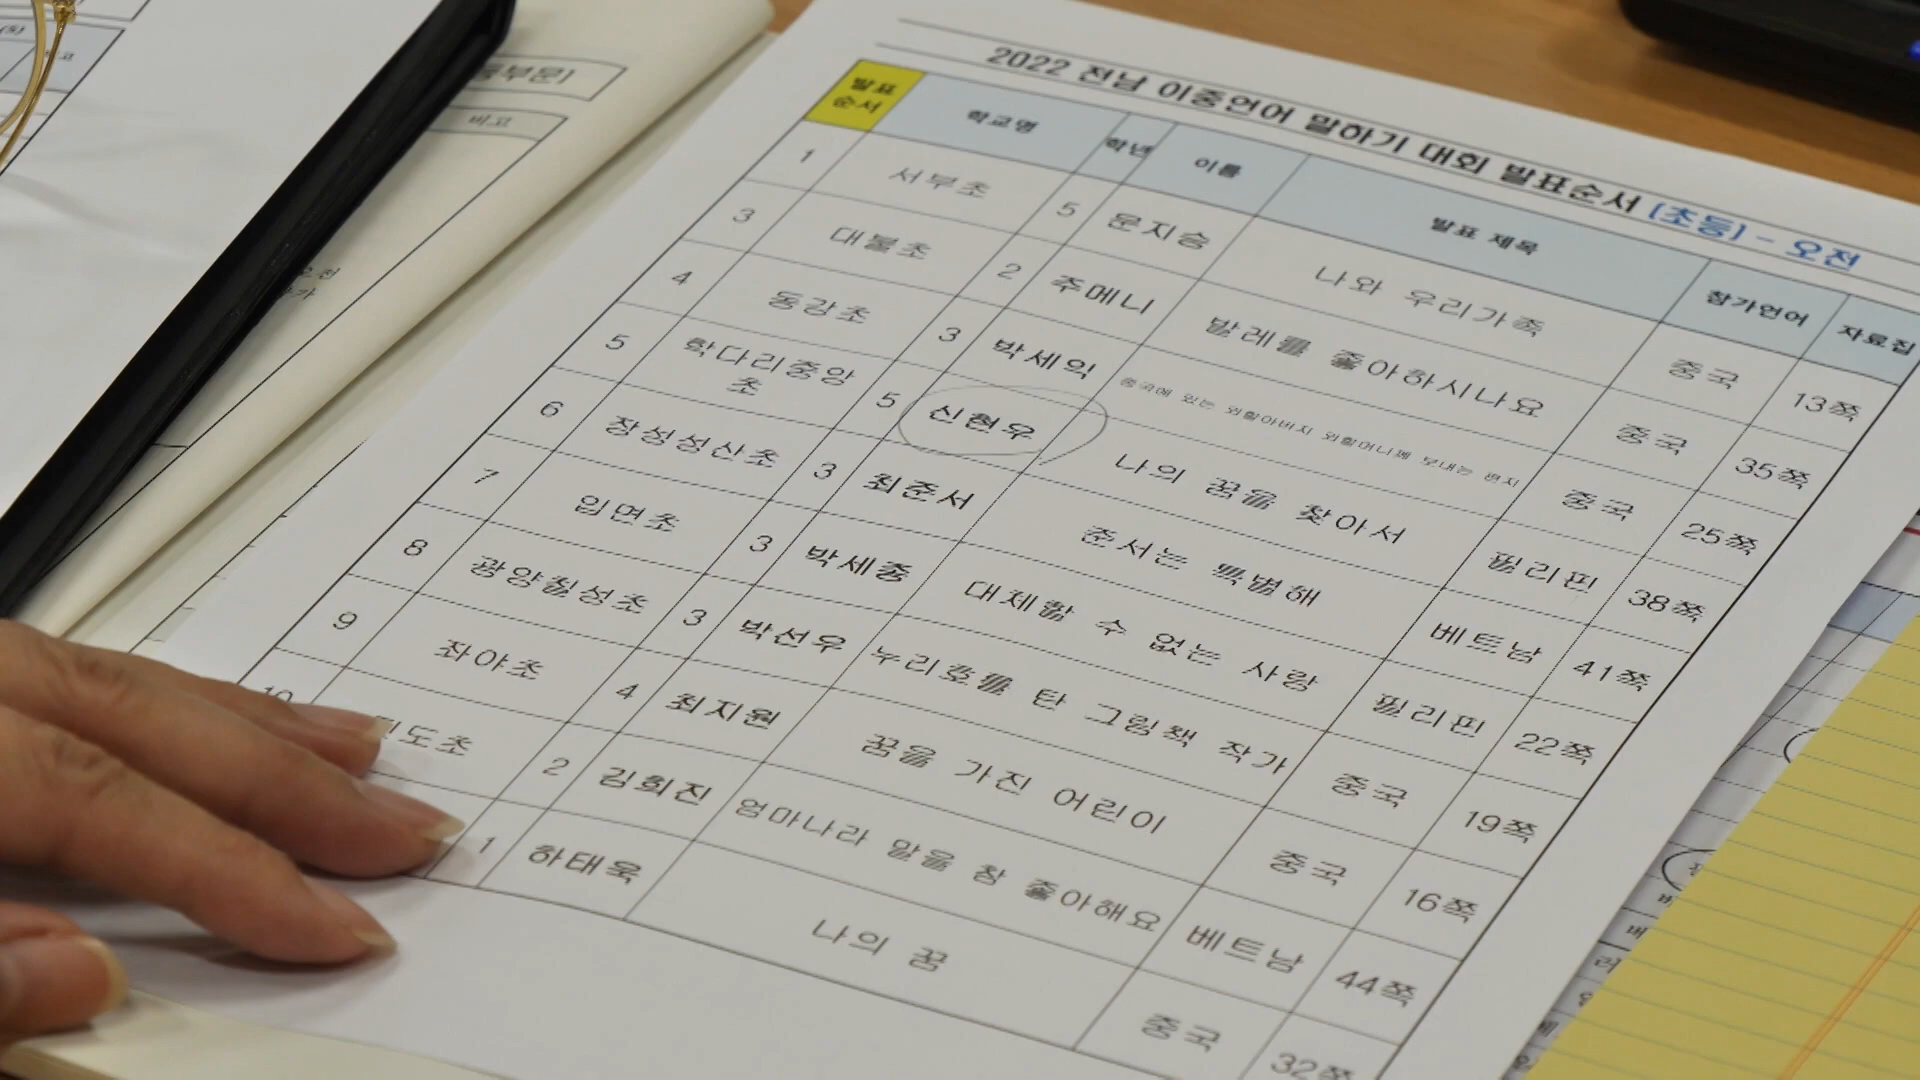 2022 전남 이중언어 말하기 대회 발표순서 (초등) - 오전
발표 순서 학교명 학년 이름 발표 제목 참가언어 자료집
1 서부초 5 문지승 나와 우리가족 중국 13쪽
3 대불초 2 주메니 발레를 좋아하시나요 중국 35쪽
4 동강초 3 박세익 중국에 있는 외할아버지 외할머니께 보내는 편지 중국 25쪽
5 학다리중앙초 5 신현우 나의 꿈을 찾아서 필리핀 38쪽
6 장성성산초 3 최준서 준서는 특별해 베트남 41쪽
7 입면초 3 박세종 대체할 수 없는 사람 필리핀 22쪽
8 광양칠성초 3 박선우 누리호를 탄 그림책 작가 중국 19쪽
9 좌야초 4 최지원 꿈을 가진 어린이 중국 16쪽
10 2 김희진 엄마나라 말을 참 좋아해요 베트남 44쪽
1 하태욱 나의 꿈 중국 32쪽
비고